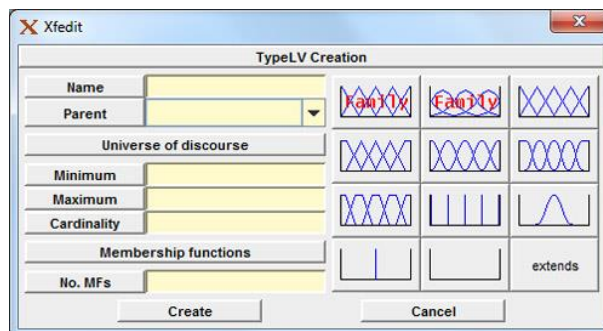 Xfedit
TypeLV Creation
Name
Parent
Family
Family
Universe of discourse
Minimum
Maximum
Cardinality
Membership functions
extends
No. MFs
Create
Cancel